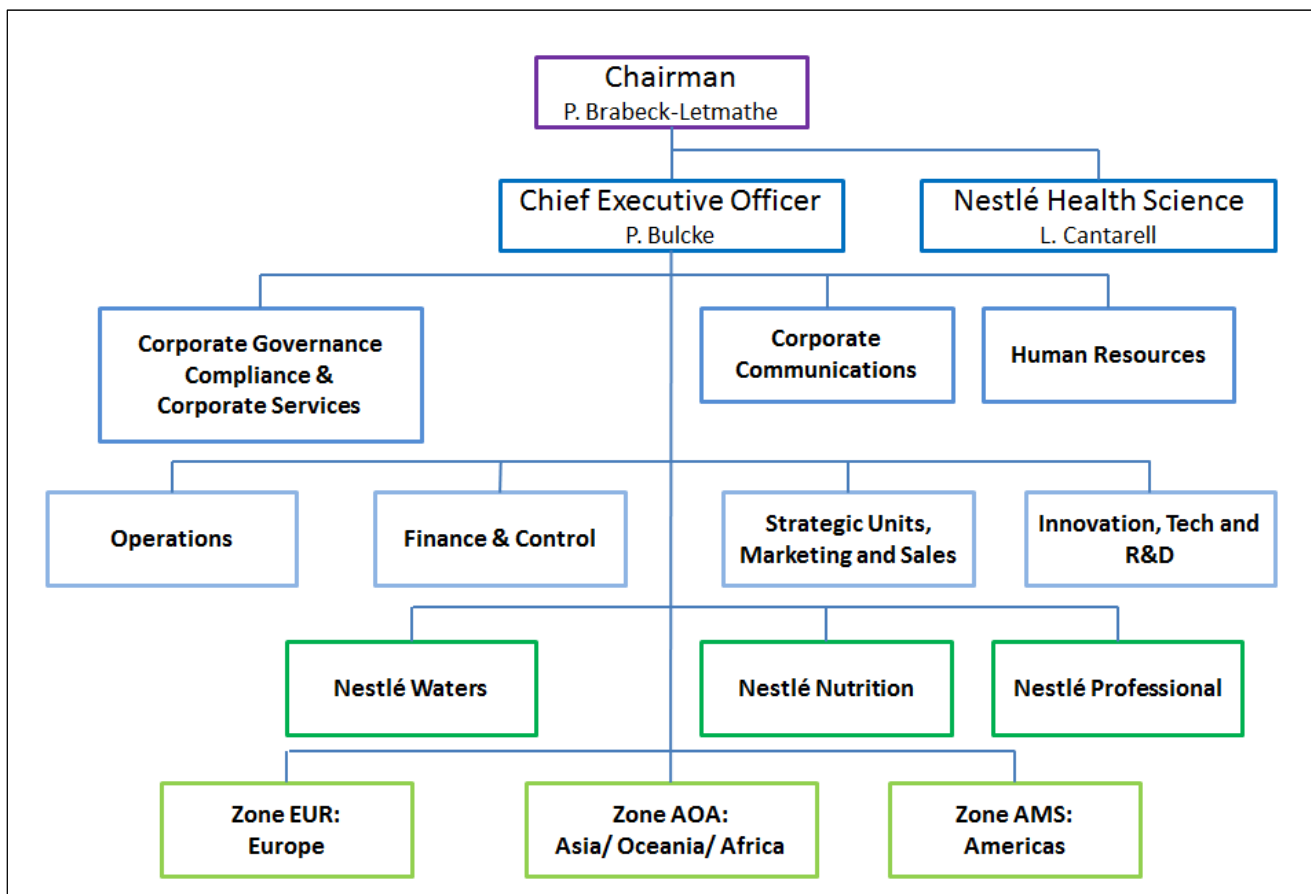 Chairman
P. Brabeck-Letmathe
Chief Executive Officer
P. Bulcke
Nestlé Health Science
L. Cantarell
Corporate Governance
Compliance &
Corporate Services
Corporate
Communications
Human Resources
Operations
Finance & Control
Strategic Units,
Marketing and Sales
Innovation, Tech and
R&D
Nestlé Waters
Nestlé Nutrition
Nestlé Professional
Zone EUR:
Europe
Zone AOA:
Asia/ Oceania/ Africa
Zone AMS:
Americas